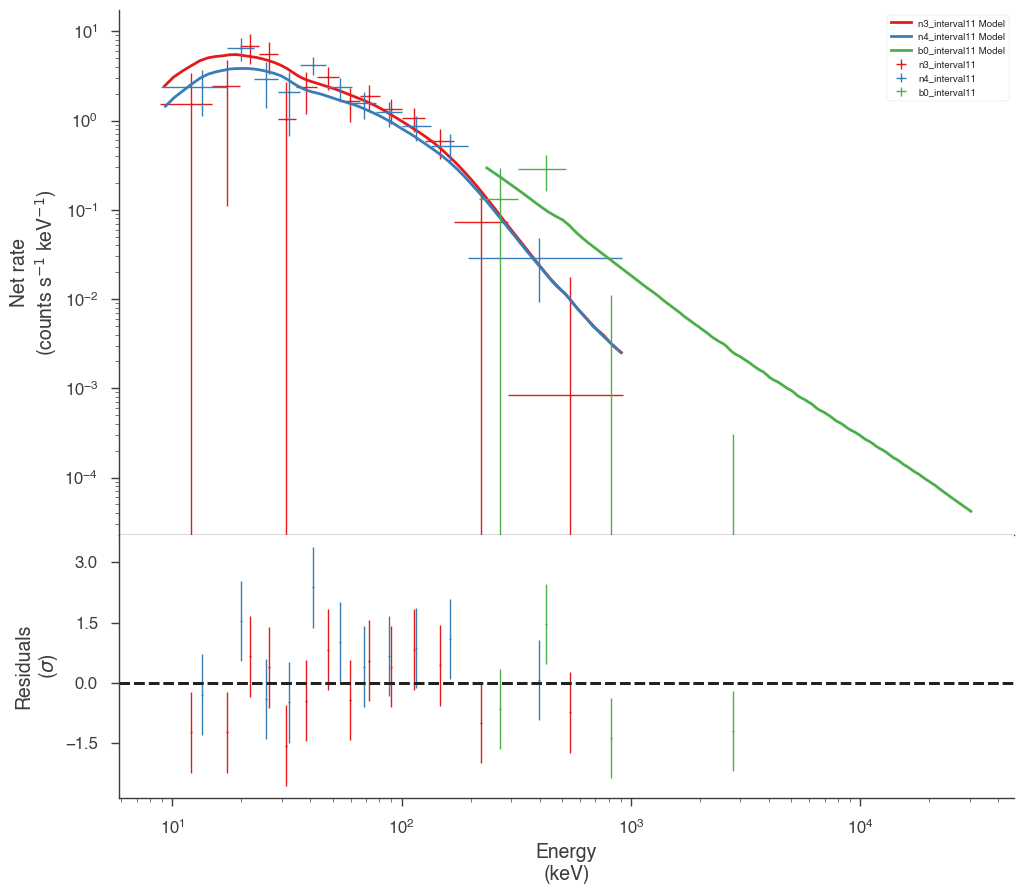 n3_interval11 Model
n4_interval11 Model
b0_interval11 Model
n3_interval11
n4_interval11
b0_interval11
10¹
10⁰
10⁻¹
10⁻²
10⁻³
10⁻⁴
Net rate
(counts s⁻¹ keV⁻¹)
3.0
1.5
0.0
−1.5
Residuals
(σ)
10¹ 10² 10³ 10⁴
Energy
(keV)